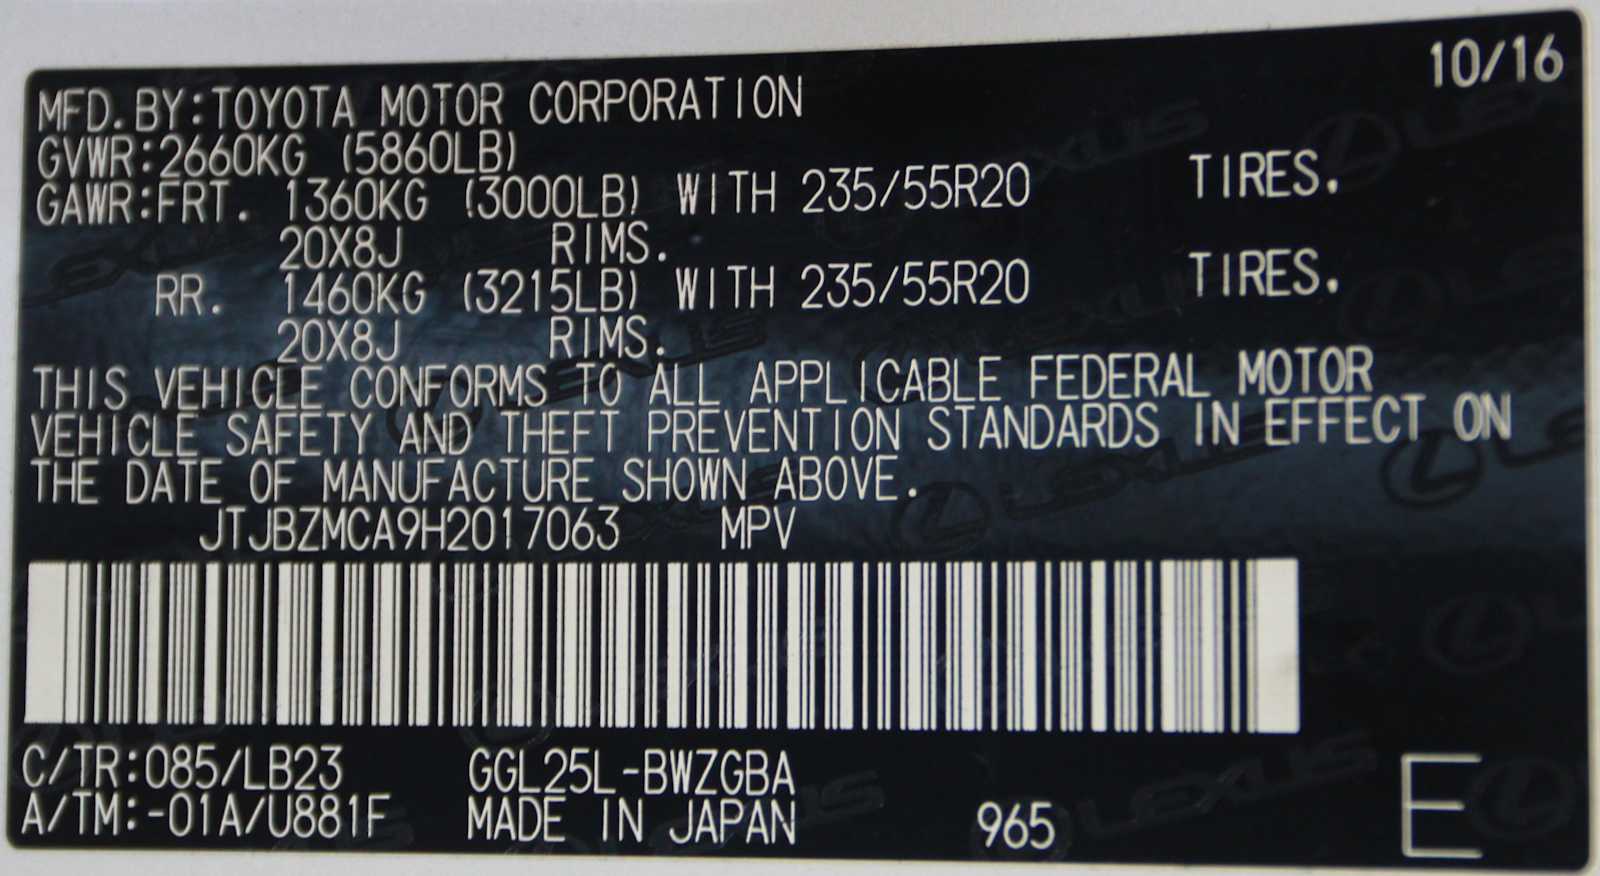 10/16
MFD.BY:TOYOTA MOTOR CORPORATION
GVWR:2660KG (5860LB)
GAWR:FRT. 1360KG (3000LB) WITH 235/55R20 TIRES.
20X8J RIMS.
RR. 1460KG (3215LB) WITH 235/55R20 TIRES.
20X8J RIMS.
THIS VEHICLE CONFORMS TO ALL APPLICABLE FEDERAL MOTOR
VEHICLE SAFETY AND THEFT PREVENTION STANDARDS IN EFFECT ON
THE DATE OF MANUFACTURE SHOWN ABOVE.
JTJBZMCA9H2017063 MPV
C/TR:085/LB23 GGL25L-BWZGBA
A/TM:-01A/U881F MADE IN JAPAN 965 E